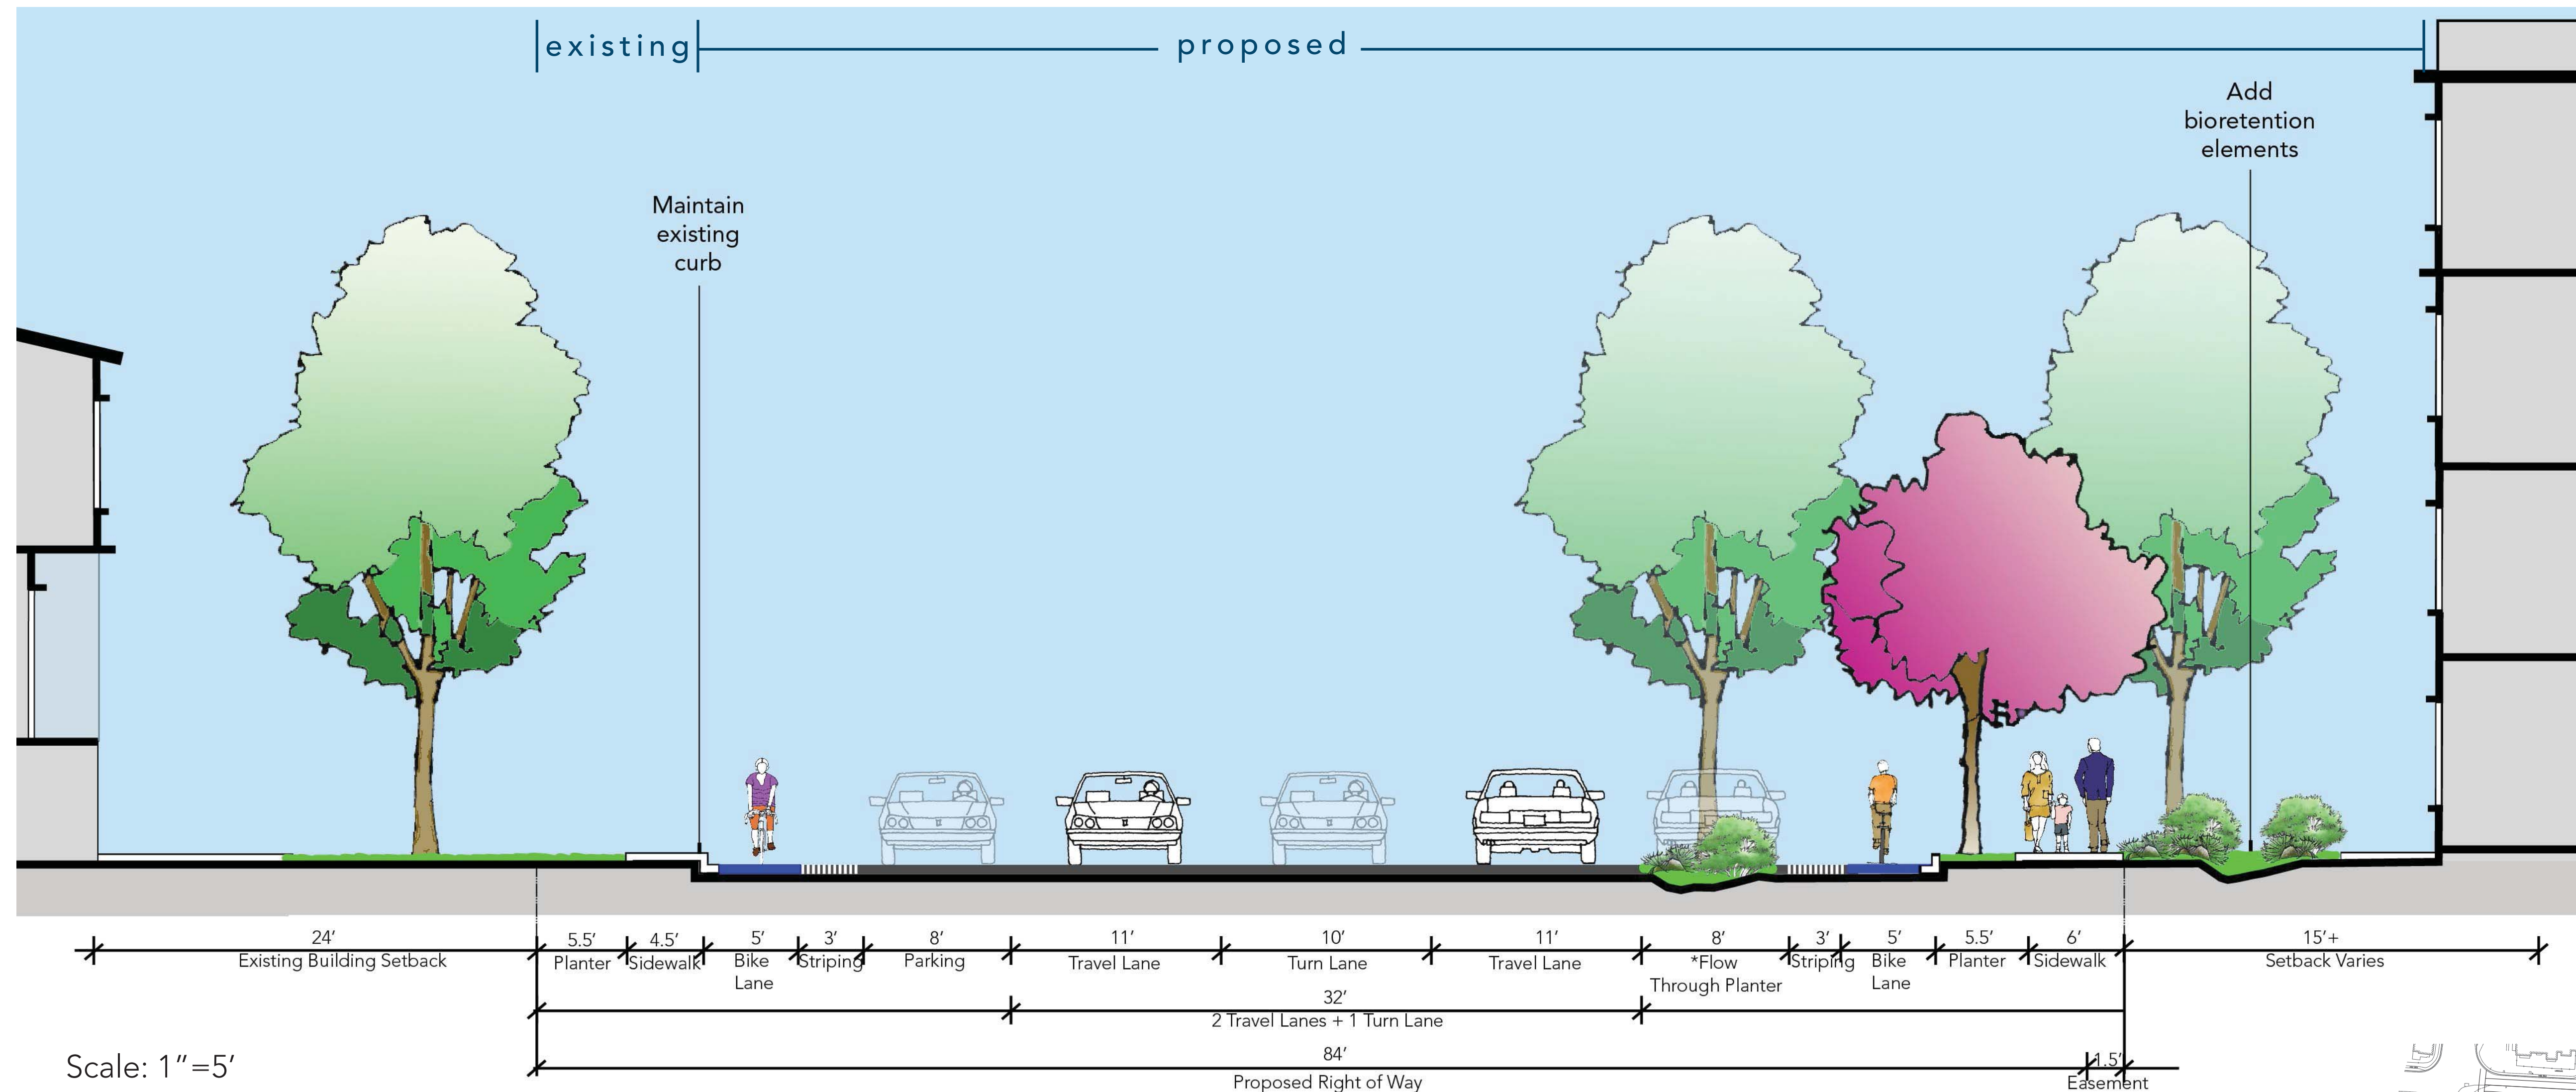 existing
proposed
Add
bioretention
elements
Maintain
existing
curb
24' 5.5' 4.5' 5' 3' 8' 11' 10' 11' 8' 3' 5' 5.5' 6' 15'+
Existing Building Setback Planter Sidewalk Bike Striping Parking Travel Lane Turn Lane Travel Lane *Flow Striping Bike Planter Sidewalk Setback Varies
Lane Through Planter Lane
32'
2 Travel Lanes + 1 Turn Lane
Scale: 1"=5' 84' 1.5'
Proposed Right of Way Easement